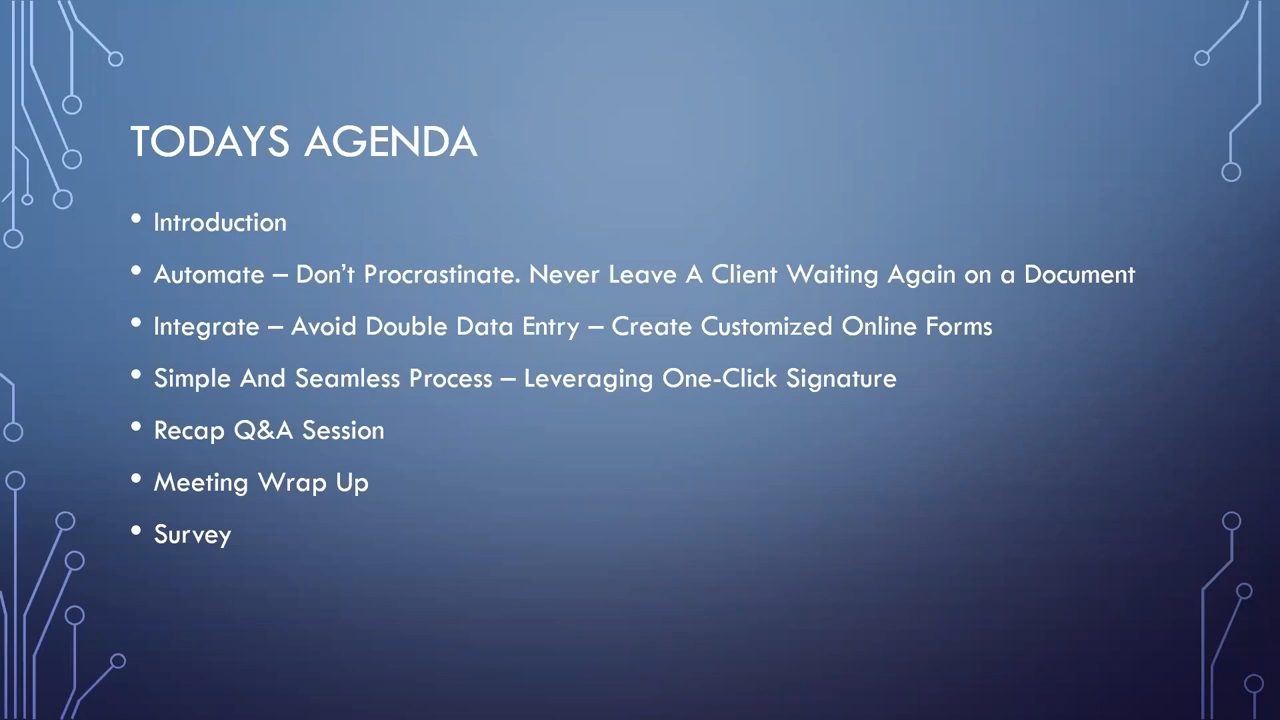 TODAYS AGENDA
• Introduction
• Automate – Don’t Procrastinate. Never Leave A Client Waiting Again on a Document
• Integrate – Avoid Double Data Entry – Create Customized Online Forms
• Simple And Seamless Process – Leveraging One-Click Signature
• Recap Q&A Session
• Meeting Wrap Up
• Survey